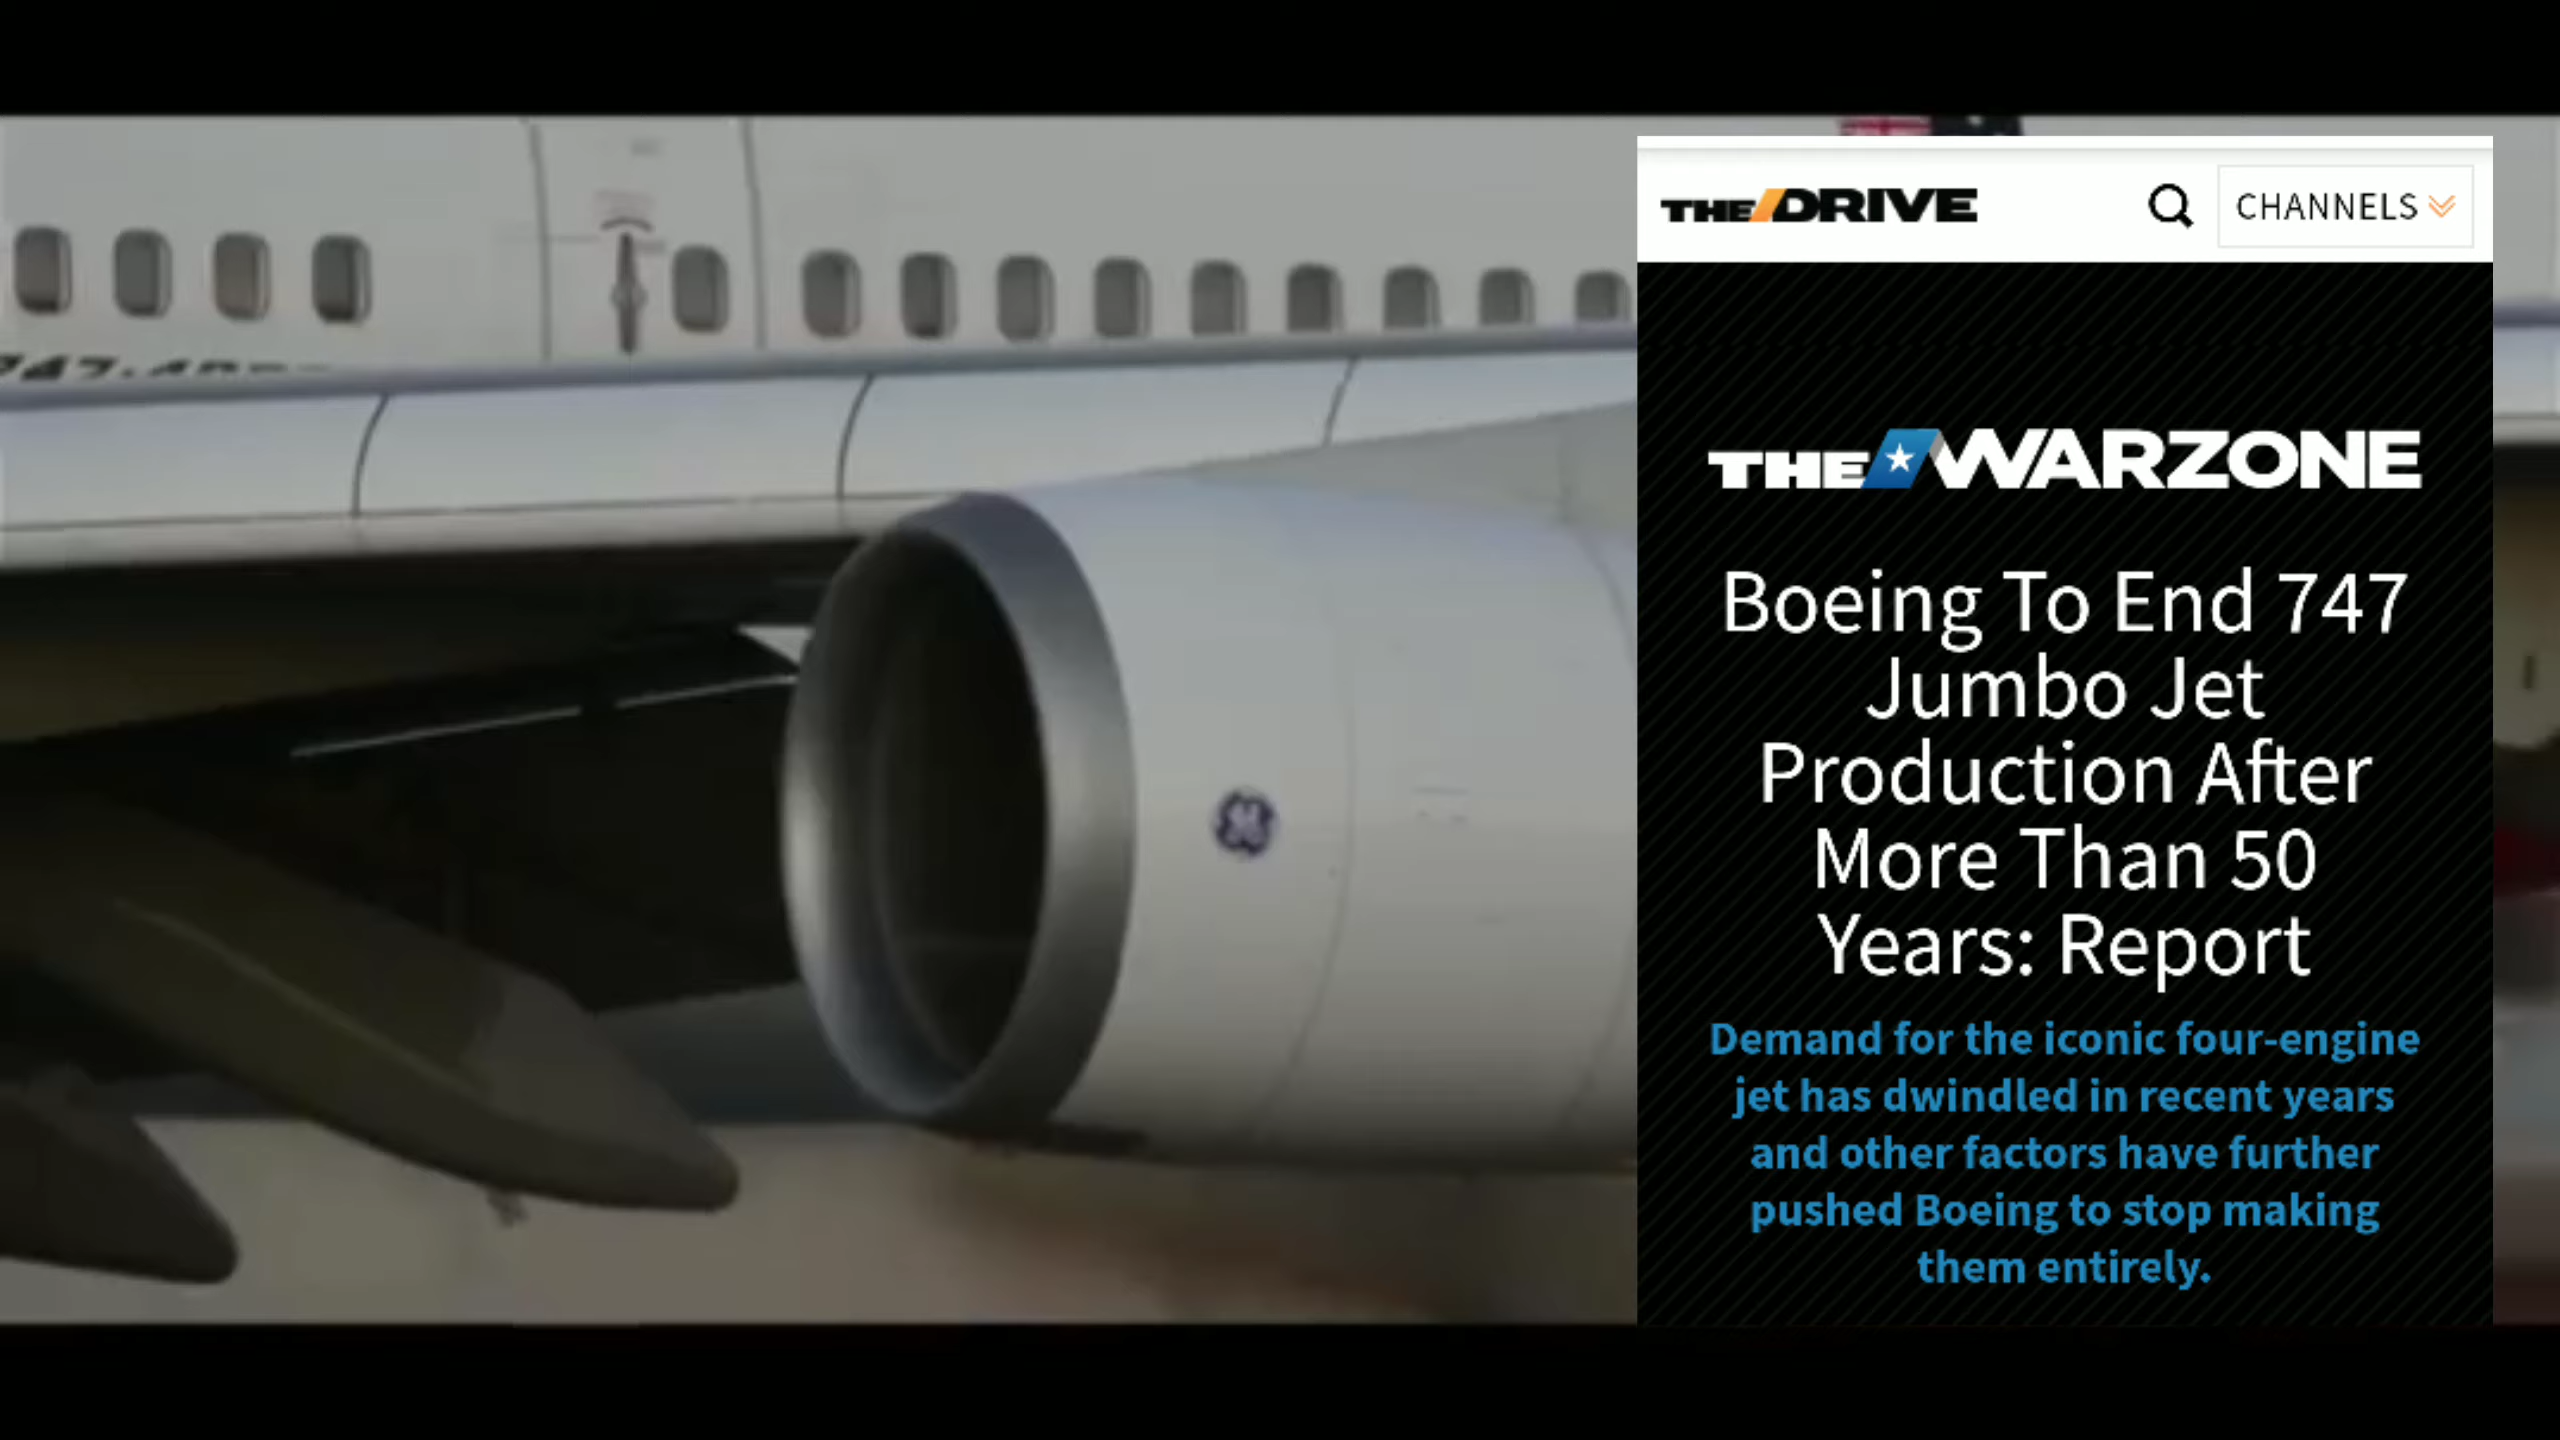 THE DRIVE
CHANNELS
THE WARZONE
Boeing To End 747
Jumbo Jet
Production After
More Than 50
Years: Report
Demand for the iconic four-engine
jet has dwindled in recent years
and other factors have further
pushed Boeing to stop making
them entirely.